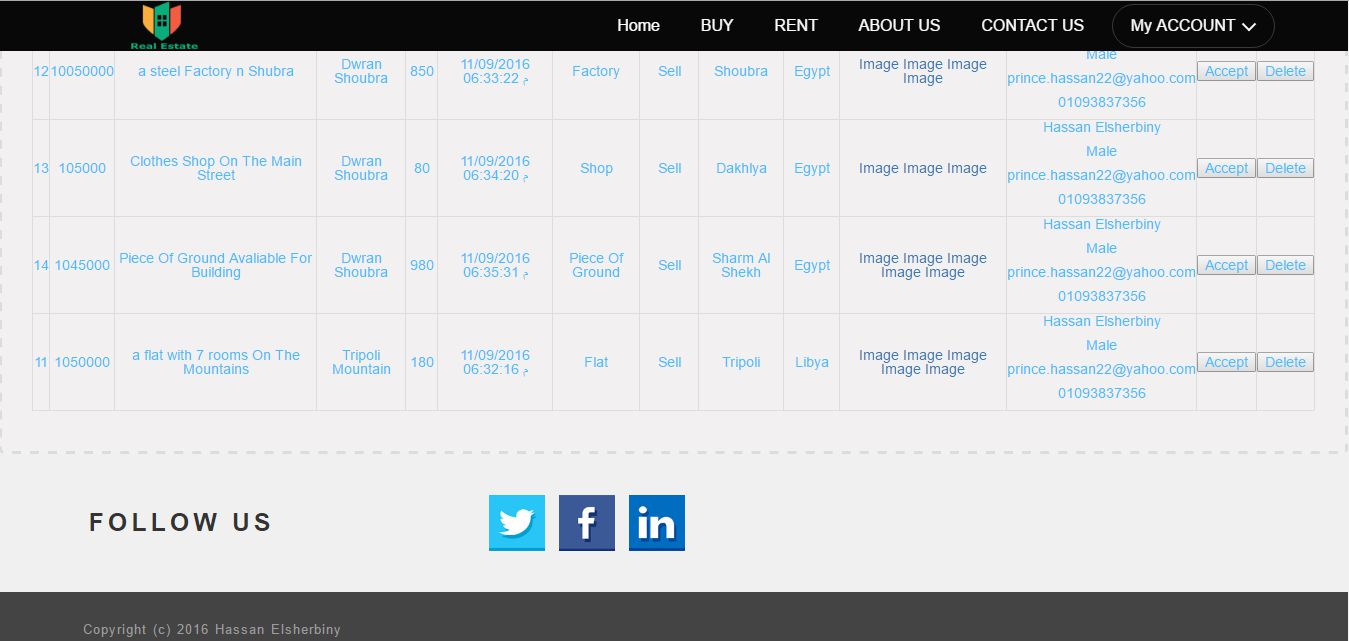 Real Estate
Home BUY RENT ABOUT US CONTACT US My ACCOUNT
12 10050000 a steel Factory n Shubra Dwran Shoubra 850 11/09/2016 06:33:22 م Factory Sell Shoubra Egypt Image Image Image Image Male prince.hassan22@yahoo.com 01093837356 Accept Delete
13 105000 Clothes Shop On The Main Street Dwran Shoubra 80 11/09/2016 06:34:20 م Shop Sell Dakhlya Egypt Image Image Image Hassan Elsherbiny Male prince.hassan22@yahoo.com 01093837356 Accept Delete
14 1045000 Piece Of Ground Avaliable For Building Dwran Shoubra 980 11/09/2016 06:35:31 م Piece Of Ground Sell Sharm Al Shekh Egypt Image Image Image Image Image Hassan Elsherbiny Male prince.hassan22@yahoo.com 01093837356 Accept Delete
11 1050000 a flat with 7 rooms On The Mountains Tripoli Mountain 180 11/09/2016 06:32:16 م Flat Sell Tripoli Libya Image Image Image Image Image Hassan Elsherbiny Male prince.hassan22@yahoo.com 01093837356 Accept Delete
FOLLOW US
Copyright (c) 2016 Hassan Elsherbiny